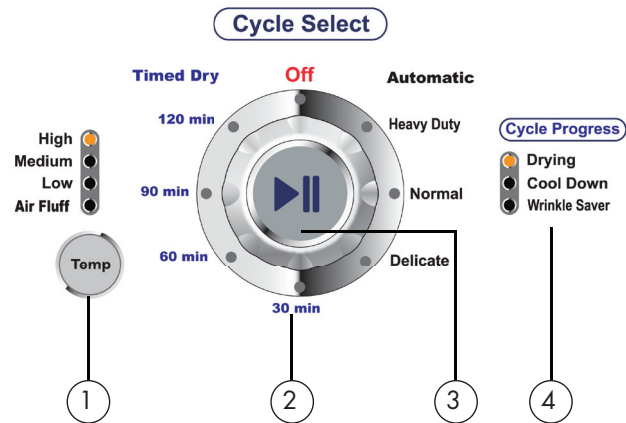 Cycle Select
Timed Dry
Off
Automatic
120 min
Heavy Duty
90 min
Normal
60 min
Delicate
30 min
High
Medium
Low
Air Fluff
Temp
Cycle Progress
Drying
Cool Down
Wrinkle Saver
1
2
3
4